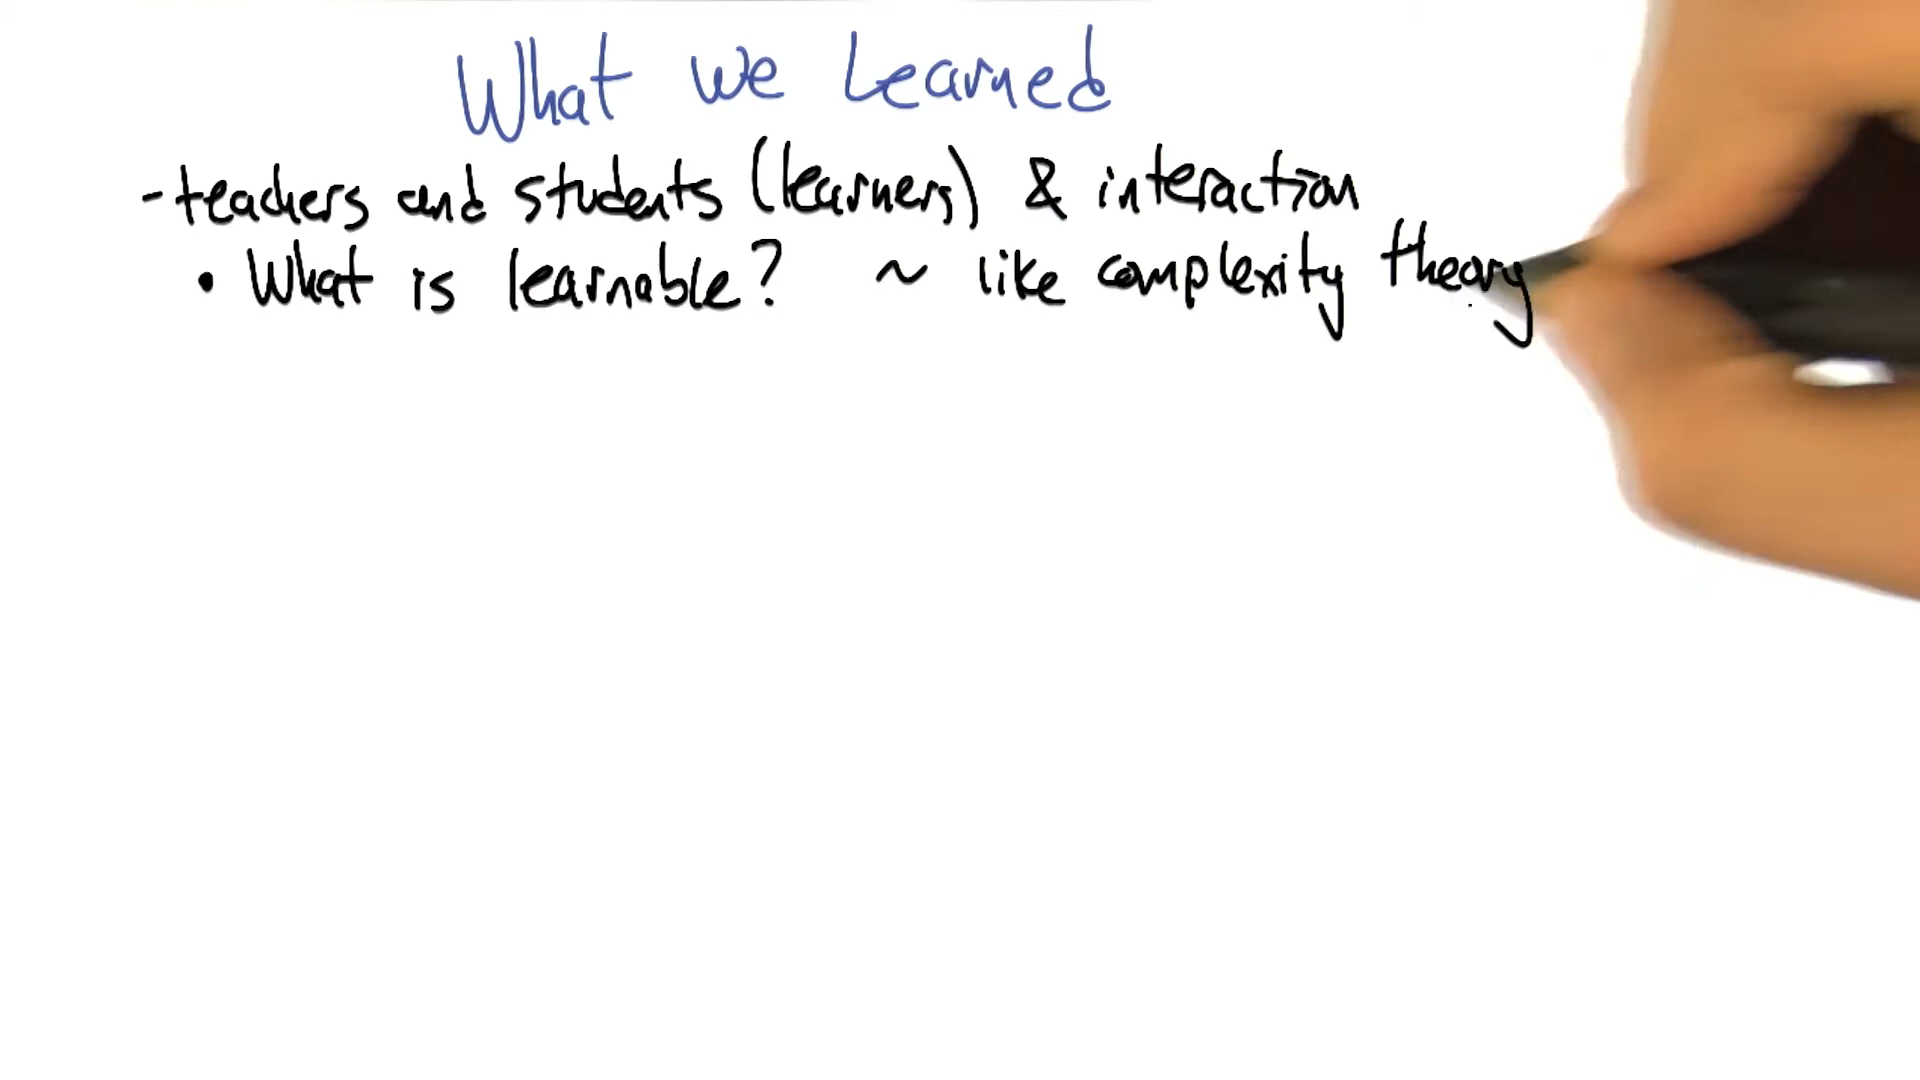 What we Learned
- teachers and students (learners) & interaction
• What is learnable? ~ like complexity theory